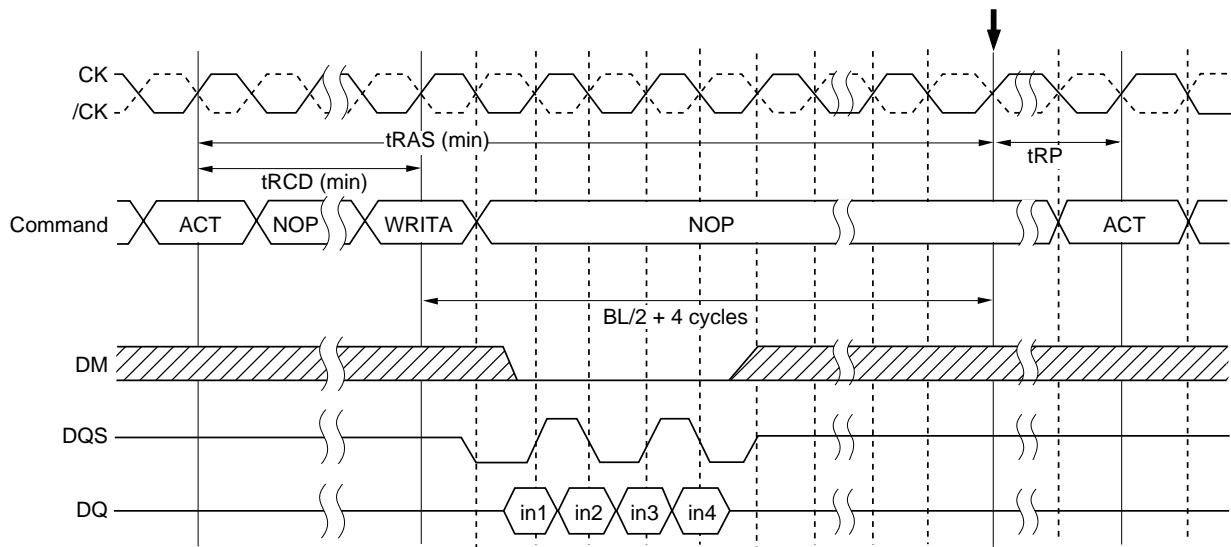 CK
/CK
tRAS (min)
tRP
tRCD (min)
Command ACT NOP WRITA NOP ACT
BL/2 + 4 cycles
DM
DQS
DQ in1 in2 in3 in4